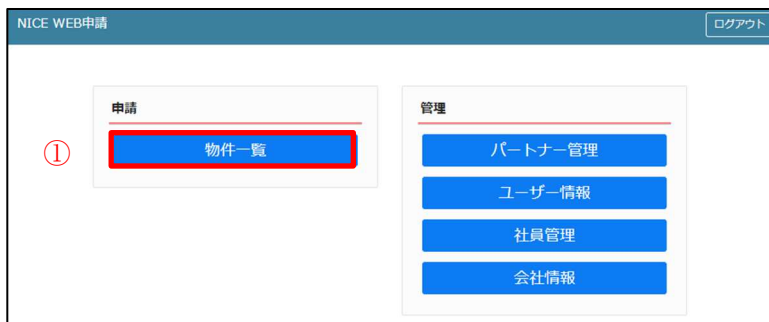 NICE WEB申請
ログアウト
申請
① 物件一覧
管理
パートナー管理
ユーザー情報
社員管理
会社情報